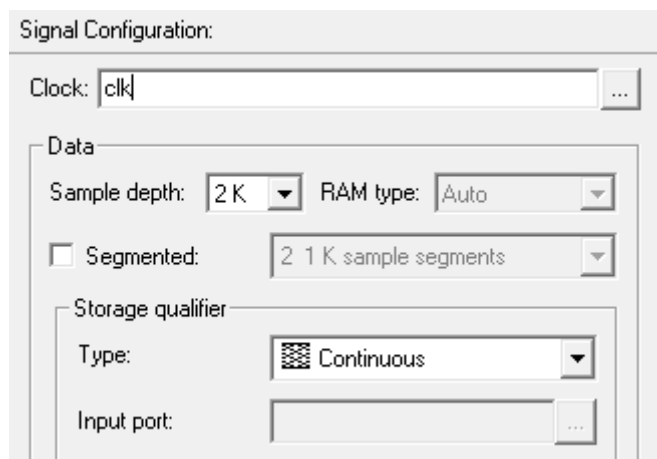 Signal Configuration:
Clock: clk ...
Data
Sample depth: 2 K RAM type: Auto
Segmented: 2 1 K sample segments
Storage qualifier
Type: Continuous
Input port: ...